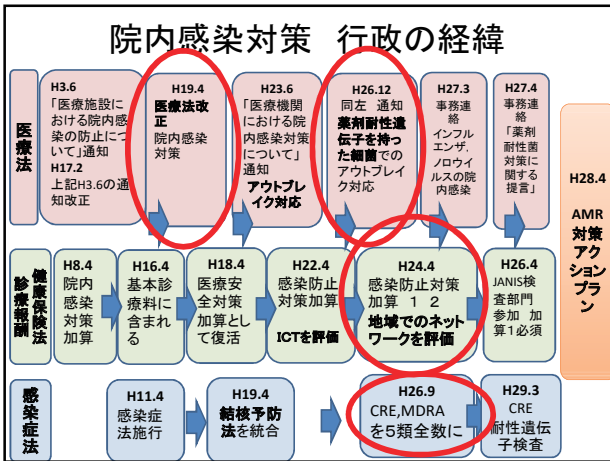 院内感染対策 行政の経緯
医療法
H3.6
「医療施設に
おける院内感
染の防止につ
いて」通知
H17.2
上記H3.6の通
知改正
H19.4
医療法改
正
院内感染
対策
H23.6
「医療機関
における院
内感染対策
について」
通知
アウトブレ
イク対応
H26.12
同左 通知
薬剤耐性遺
伝子を持っ
た細菌での
アウトブレ
イク対応
H27.3
事務連
絡
インフル
エンザ,
ノロウイ
ルスの院
内感染
H27.4
事務連
絡
「薬剤
耐性菌
対策に
関する
提言」
H28.4
AMR
対策
アク
ション
プラ
ン
健康保険法
診療報酬
H8.4
院内
感染
対策
加算
H16.4
基本診
療料に
含まれ
る
H18.4
医療安
全対策
加算とし
て復活
H22.4
感染防止
対策加算
ICTを評価
H24.4
感染防止対策
加算 1 2
地域でのネット
ワークを評価
H26.4
JANIS検
査部門
参加 加
算1必須
感染症法
H11.4
感染症
法施行
H19.4
結核予防
法を統合
H26.9
CRE,MDRA
を5類全数に
H29.3
CRE
耐性遺伝
子検査